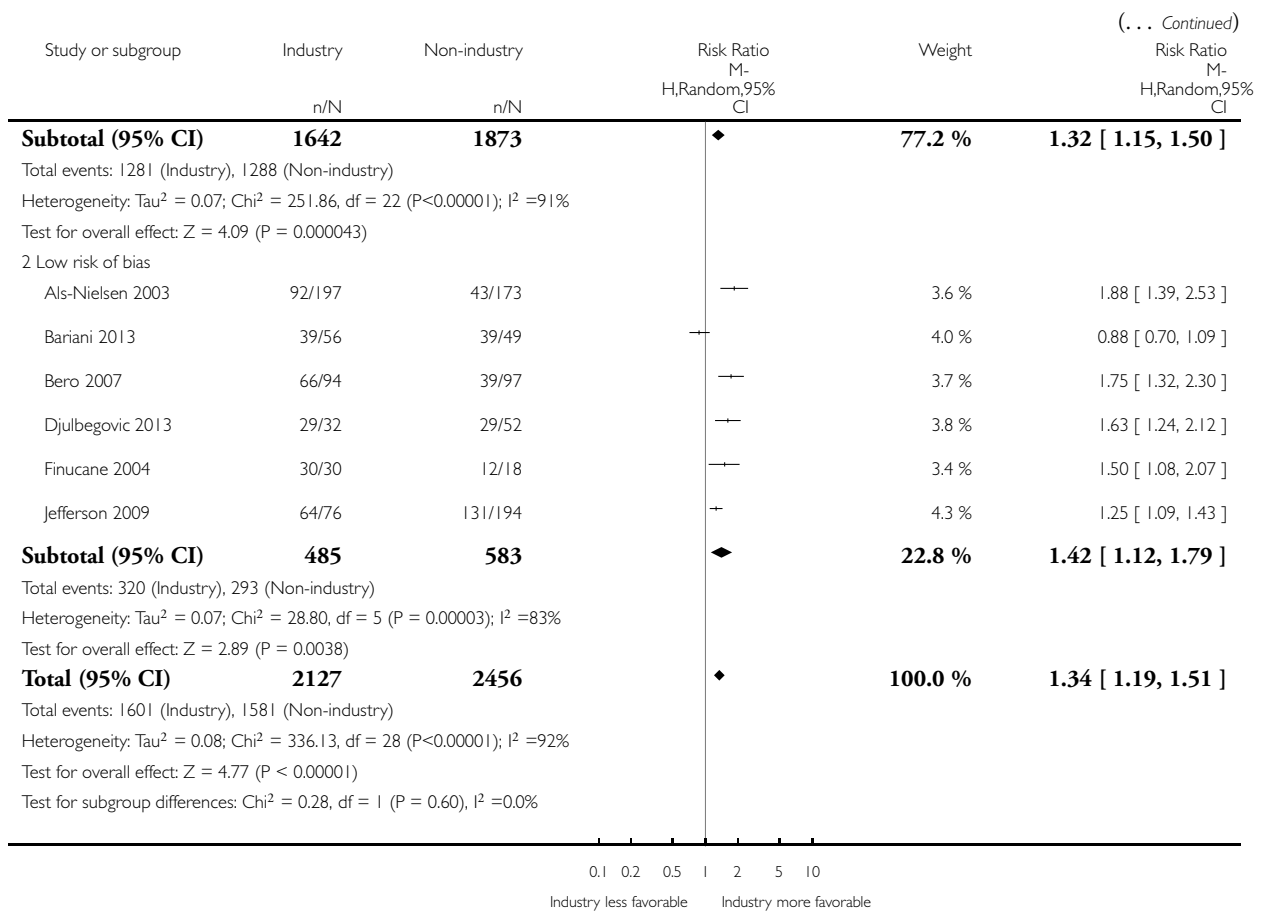 (... Continued)
Study or subgroup Industry Non-industry Risk Ratio Weight Risk Ratio
M- M-
H,Random,95% H,Random,95%
n/N n/N CI CI
Subtotal (95% CI) 1642 1873 77.2 % 1.32 [ 1.15, 1.50 ]
Total events: 1281 (Industry), 1288 (Non-industry)
Heterogeneity: Tau² = 0.07; Chi² = 251.86, df = 22 (P<0.00001); I² =91%
Test for overall effect: Z = 4.09 (P = 0.000043)
2 Low risk of bias
Als-Nielsen 2003 92/197 43/173 3.6 % 1.88 [ 1.39, 2.53 ]
Bariani 2013 39/56 39/49 4.0 % 0.88 [ 0.70, 1.09 ]
Bero 2007 66/94 39/97 3.7 % 1.75 [ 1.32, 2.30 ]
Djulbegovic 2013 29/32 29/52 3.8 % 1.63 [ 1.24, 2.12 ]
Finucane 2004 30/30 12/18 3.4 % 1.50 [ 1.08, 2.07 ]
Jefferson 2009 64/76 131/194 4.3 % 1.25 [ 1.09, 1.43 ]
Subtotal (95% CI) 485 583 22.8 % 1.42 [ 1.12, 1.79 ]
Total events: 320 (Industry), 293 (Non-industry)
Heterogeneity: Tau² = 0.07; Chi² = 28.80, df = 5 (P = 0.00003); I² =83%
Test for overall effect: Z = 2.89 (P = 0.0038)
Total (95% CI) 2127 2456 100.0 % 1.34 [ 1.19, 1.51 ]
Total events: 1601 (Industry), 1581 (Non-industry)
Heterogeneity: Tau² = 0.08; Chi² = 336.13, df = 28 (P<0.00001); I² =92%
Test for overall effect: Z = 4.77 (P < 0.00001)
Test for subgroup differences: Chi² = 0.28, df = 1 (P = 0.60), I² =0.0%
0.1 0.2 0.5 1 2 5 10
Industry less favorable Industry more favorable